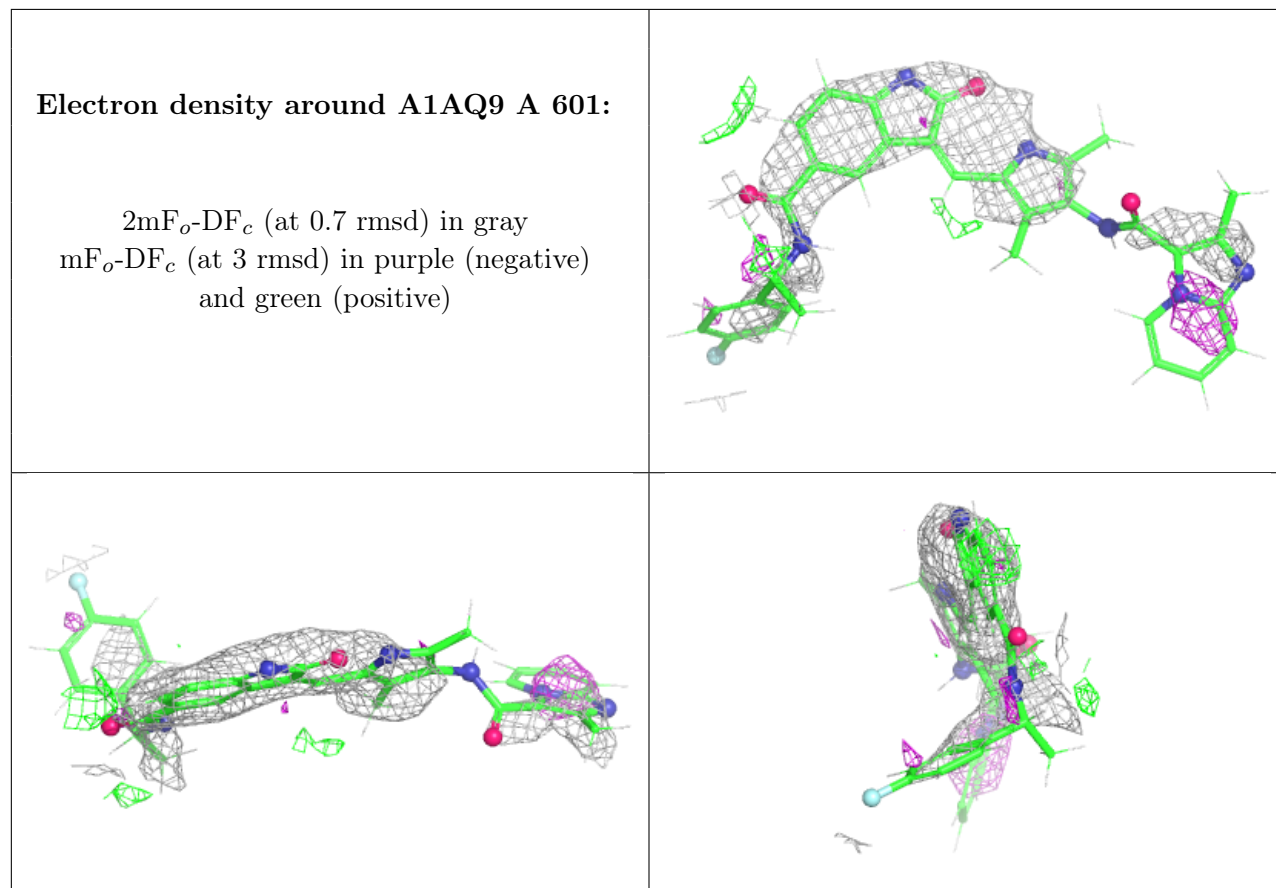 Electron density around A1AQ9 A 601:
2mFo-DFc (at 0.7 rmsd) in gray
mFo-DFc (at 3 rmsd) in purple (negative)
and green (positive)